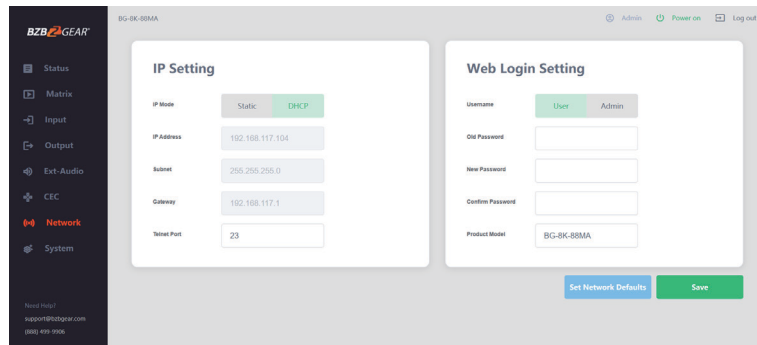 BZBGEAR
BG-8K-88MA
Admin
Power on
Log out
Status
Matrix
Input
Output
Ext-Audio
CEC
Network
System
Need Help?
support@bzbgear.com
(888) 499-9906
IP Setting
IP Mode
Static
DHCP
IP Address
192.168.117.104
Subnet
255.255.255.0
Gateway
192.168.117.1
Telnet Port
23
Web Login Setting
Username
User
Admin
Old Password
New Password
Confirm Password
Product Model
BG-8K-88MA
Set Network Defaults
Save